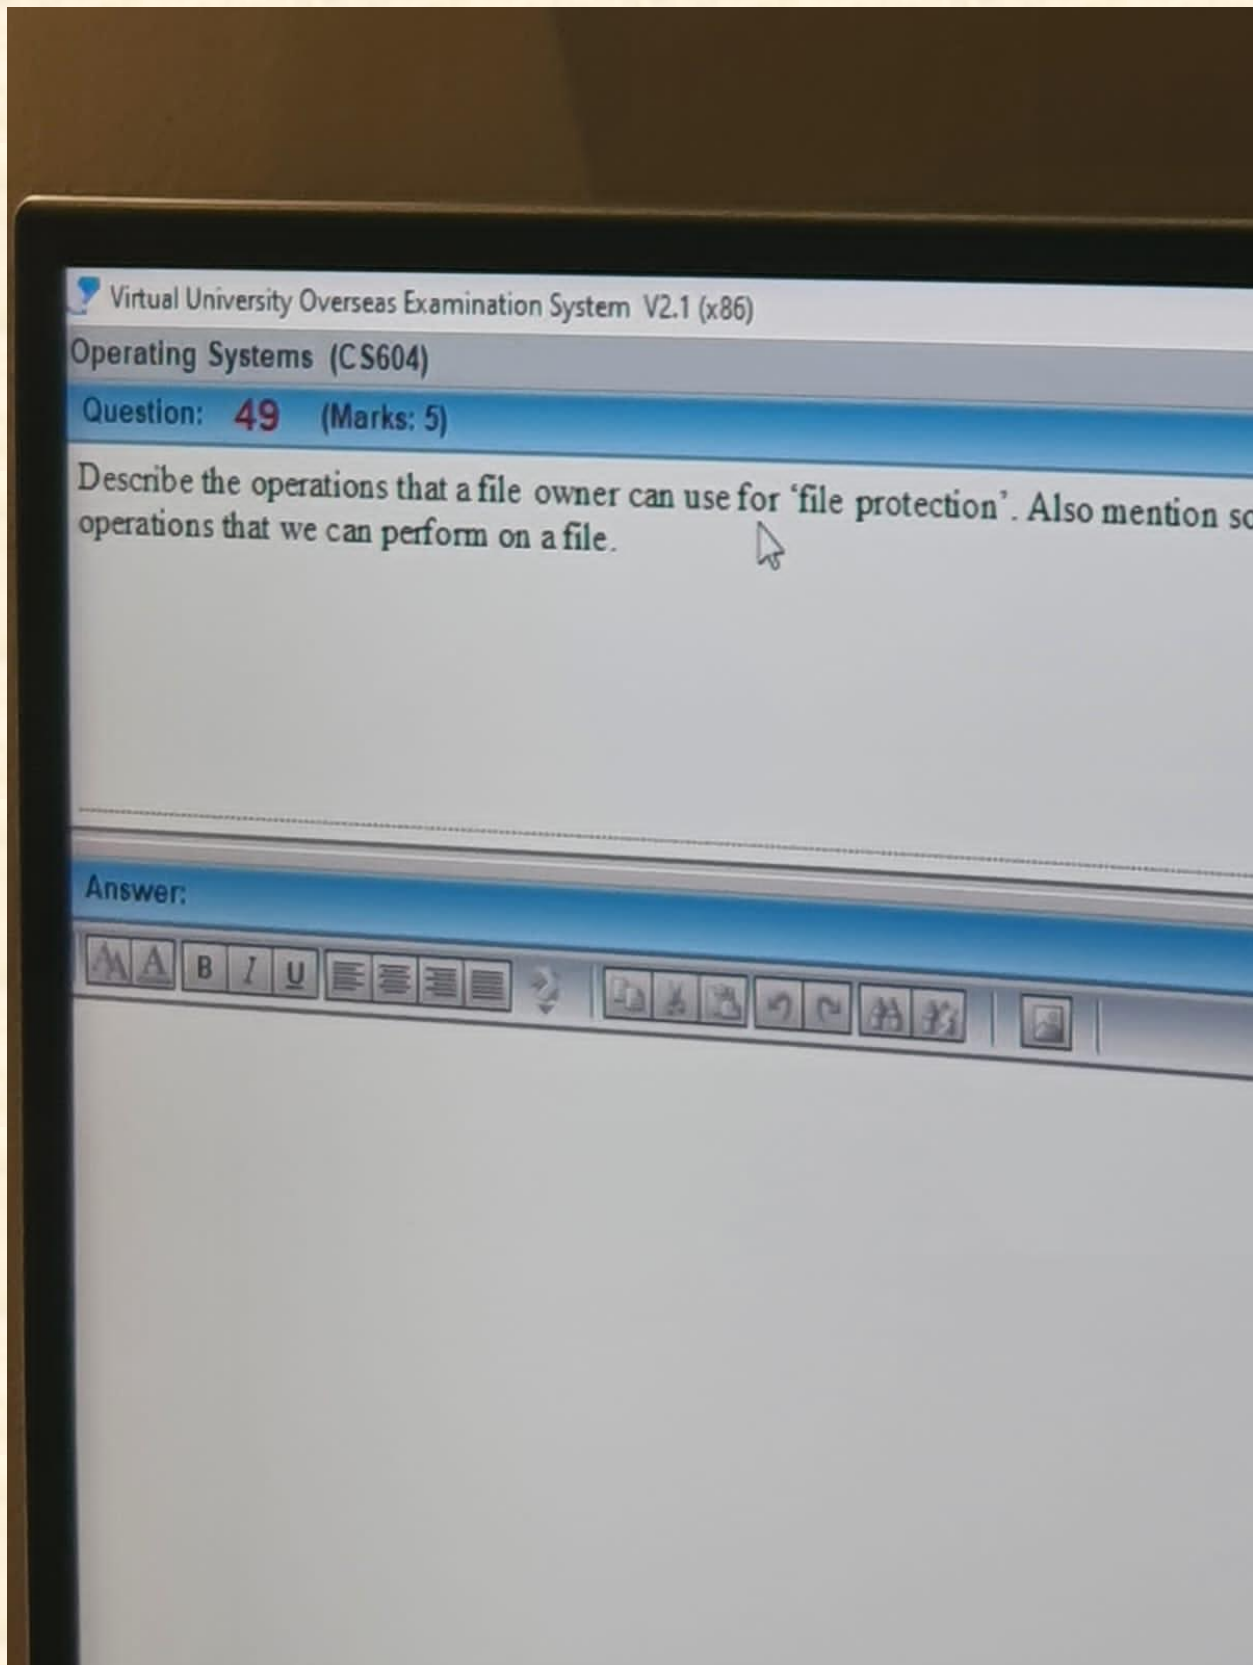 Virtual University Overseas Examination System V2.1 (x86)
Operating Systems (CS604)
Question: 49 (Marks: 5)
Describe the operations that a file owner can use for ‘file protection’. Also mention
operations that we can perform on a file.
Answer:
A A B I U